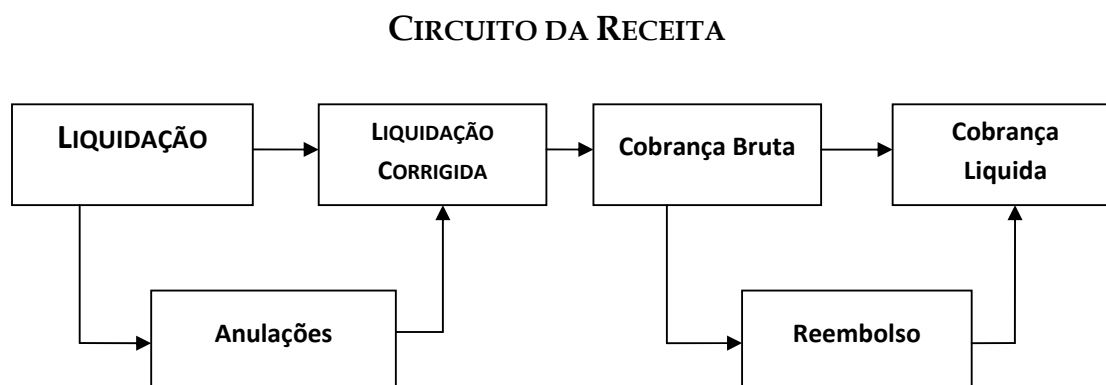 CIRCUITO DA RECEITA
LIQUIDAÇÃO
LIQUIDAÇÃO
CORRIGIDA
Cobrança Bruta
Cobrança
Liquida
Anulações
Reembolso